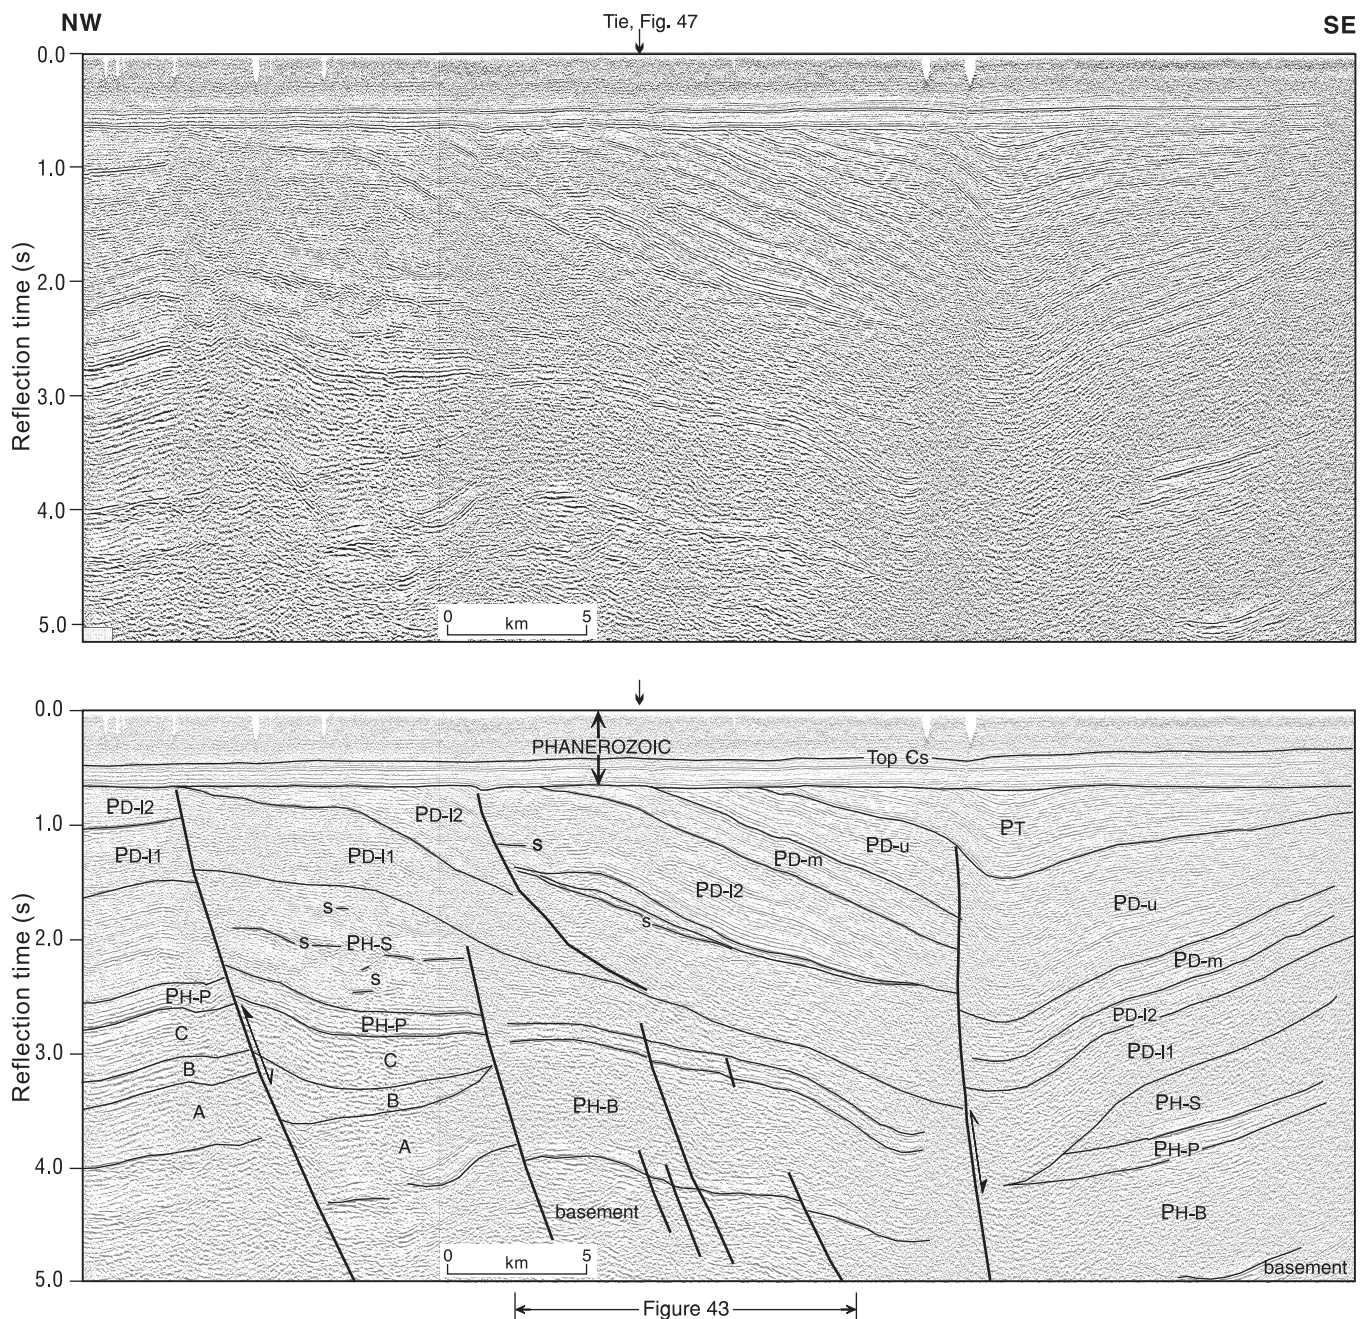 NW
Tie, Fig. 47
SE
0.0
1.0
2.0
3.0
4.0
5.0
Reflection time (s)
0 5
km
0.0
1.0
2.0
3.0
4.0
5.0
Reflection time (s)
PHANEROZOIC
Top Єs
PD-l2
PD-l2
PT
PD-l1
PD-l1
s
PD-m
PD-u
PD-l2
PD-u
s
s
s
PH-S
PD-m
s
PH-P
PH-P
PD-l2
C
C
PD-l1
B
B
PH-B
PH-S
A
A
PH-P
basement
PH-B
0 5
km
basement
Figure 43